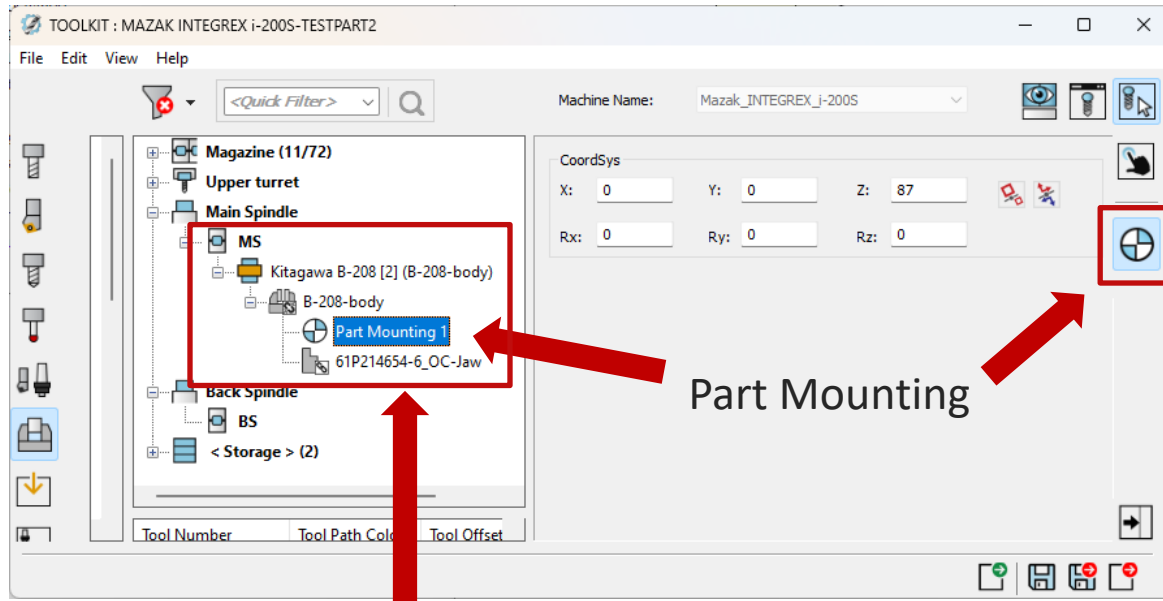 TOOLKIT : MAZAK INTEGREX i-200S-TESTPART2
File Edit View Help
<Quick Filter>
Machine Name: Mazak_INTEGREX_i-200S
Magazine (11/72)
Upper turret
Main Spindle
MS
Kitagawa B-208 [2] (B-208-body)
B-208-body
Part Mounting 1
61P214654-6_OC-Jaw
Back Spindle
BS
< Storage > (2)
CoordSys
X: 0 Y: 0 Z: 87
Rx: 0 Ry: 0 Rz: 0
Part Mounting
Tool Number Tool Path Colo Tool Offset